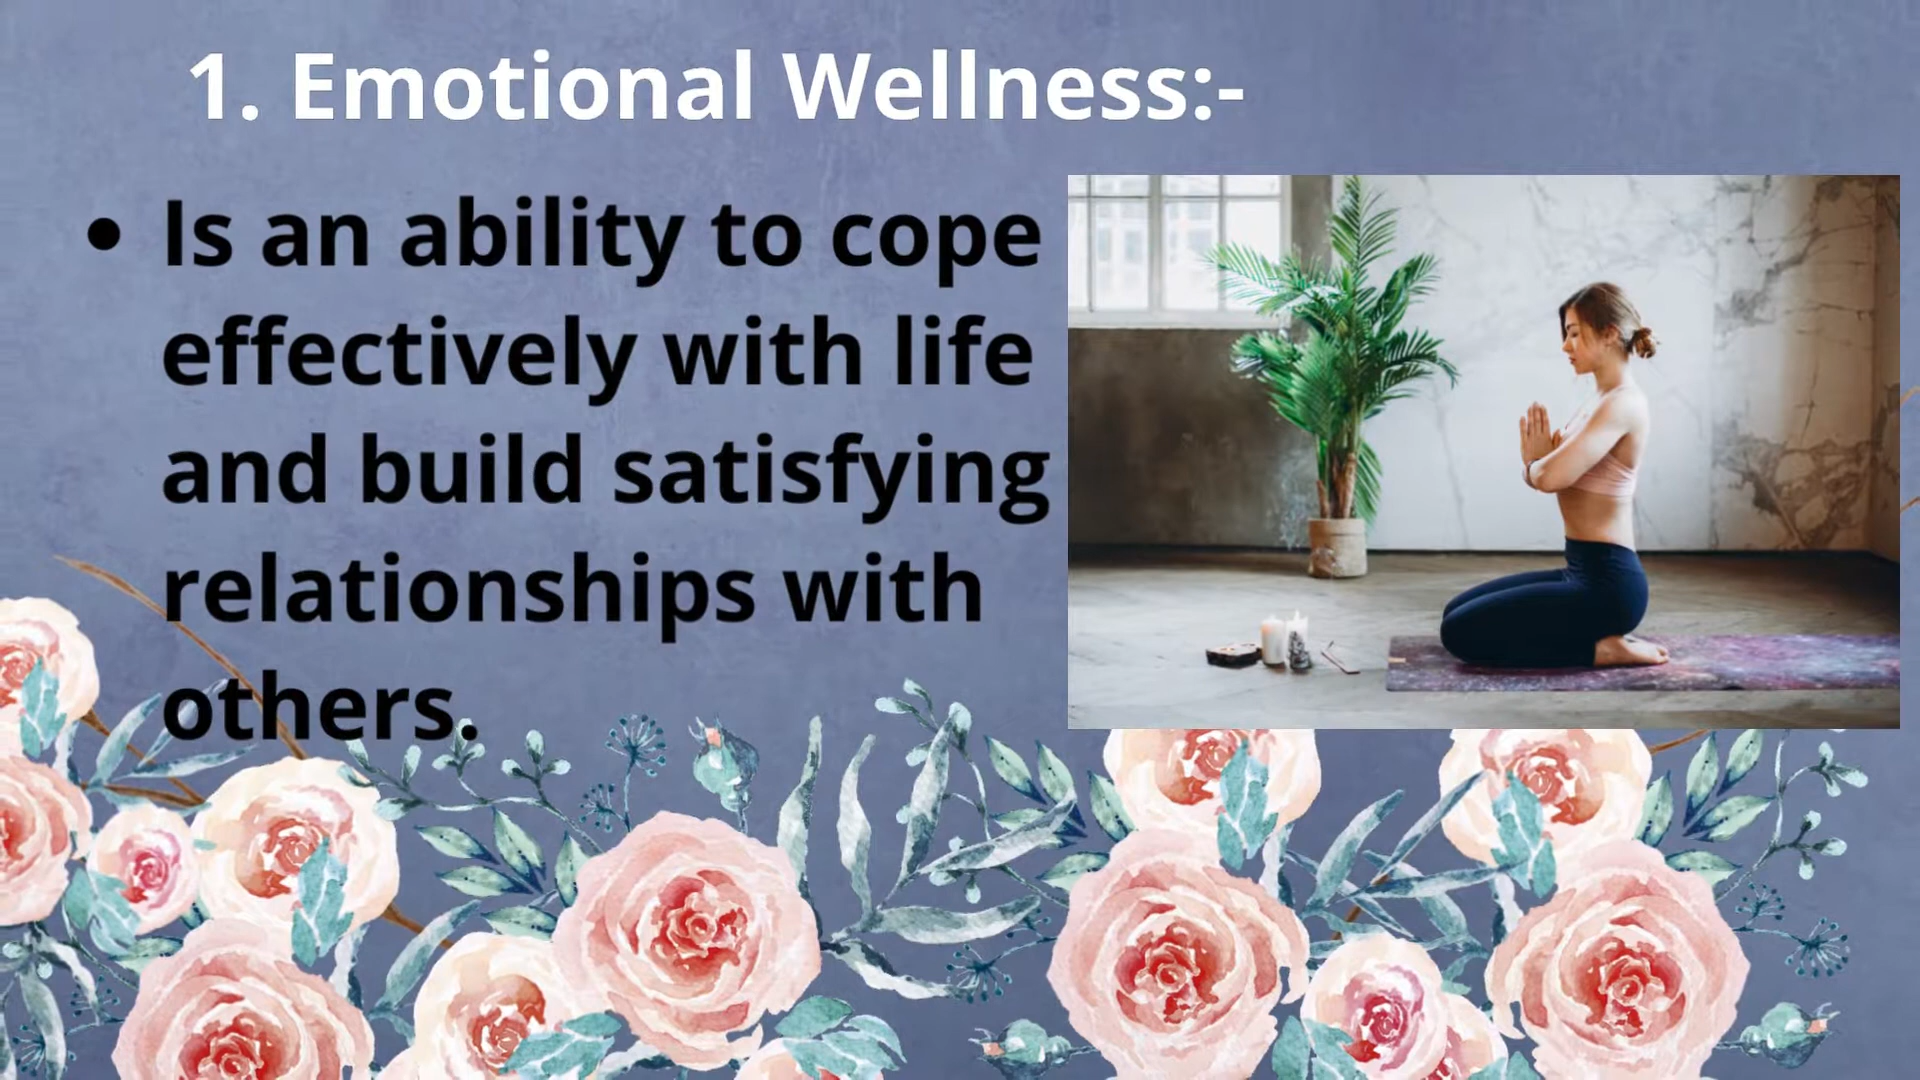 1. Emotional Wellness:-
• Is an ability to cope
effectively with life
and build satisfying
relationships with
others.